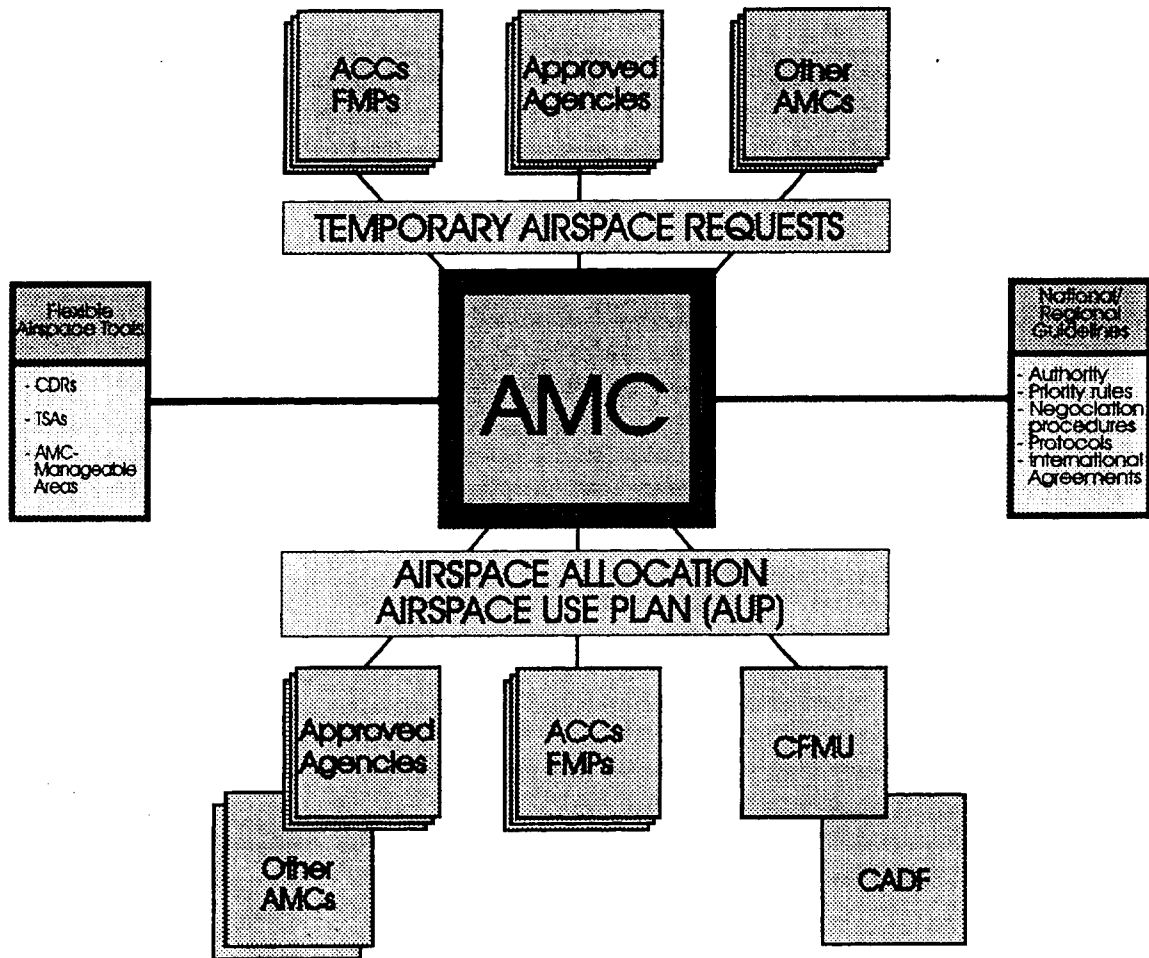 ACCs
FMPs
Approved
Agencies
Other
AMCs
TEMPORARY AIRSPACE REQUESTS
Flexible
Airspace Tools
- CDRs
- TSAs
- AMC-
Manageable
Areas
AMC
National/
Regional
Guidelines
- Authority
- Priority rules
- Negociation
procedures
- Protocols
- International
Agreements
AIRSPACE ALLOCATION
AIRSPACE USE PLAN (AUP)
Approved
Agencies
ACCs
FMPs
CFMU
Other
AMCs
CADF